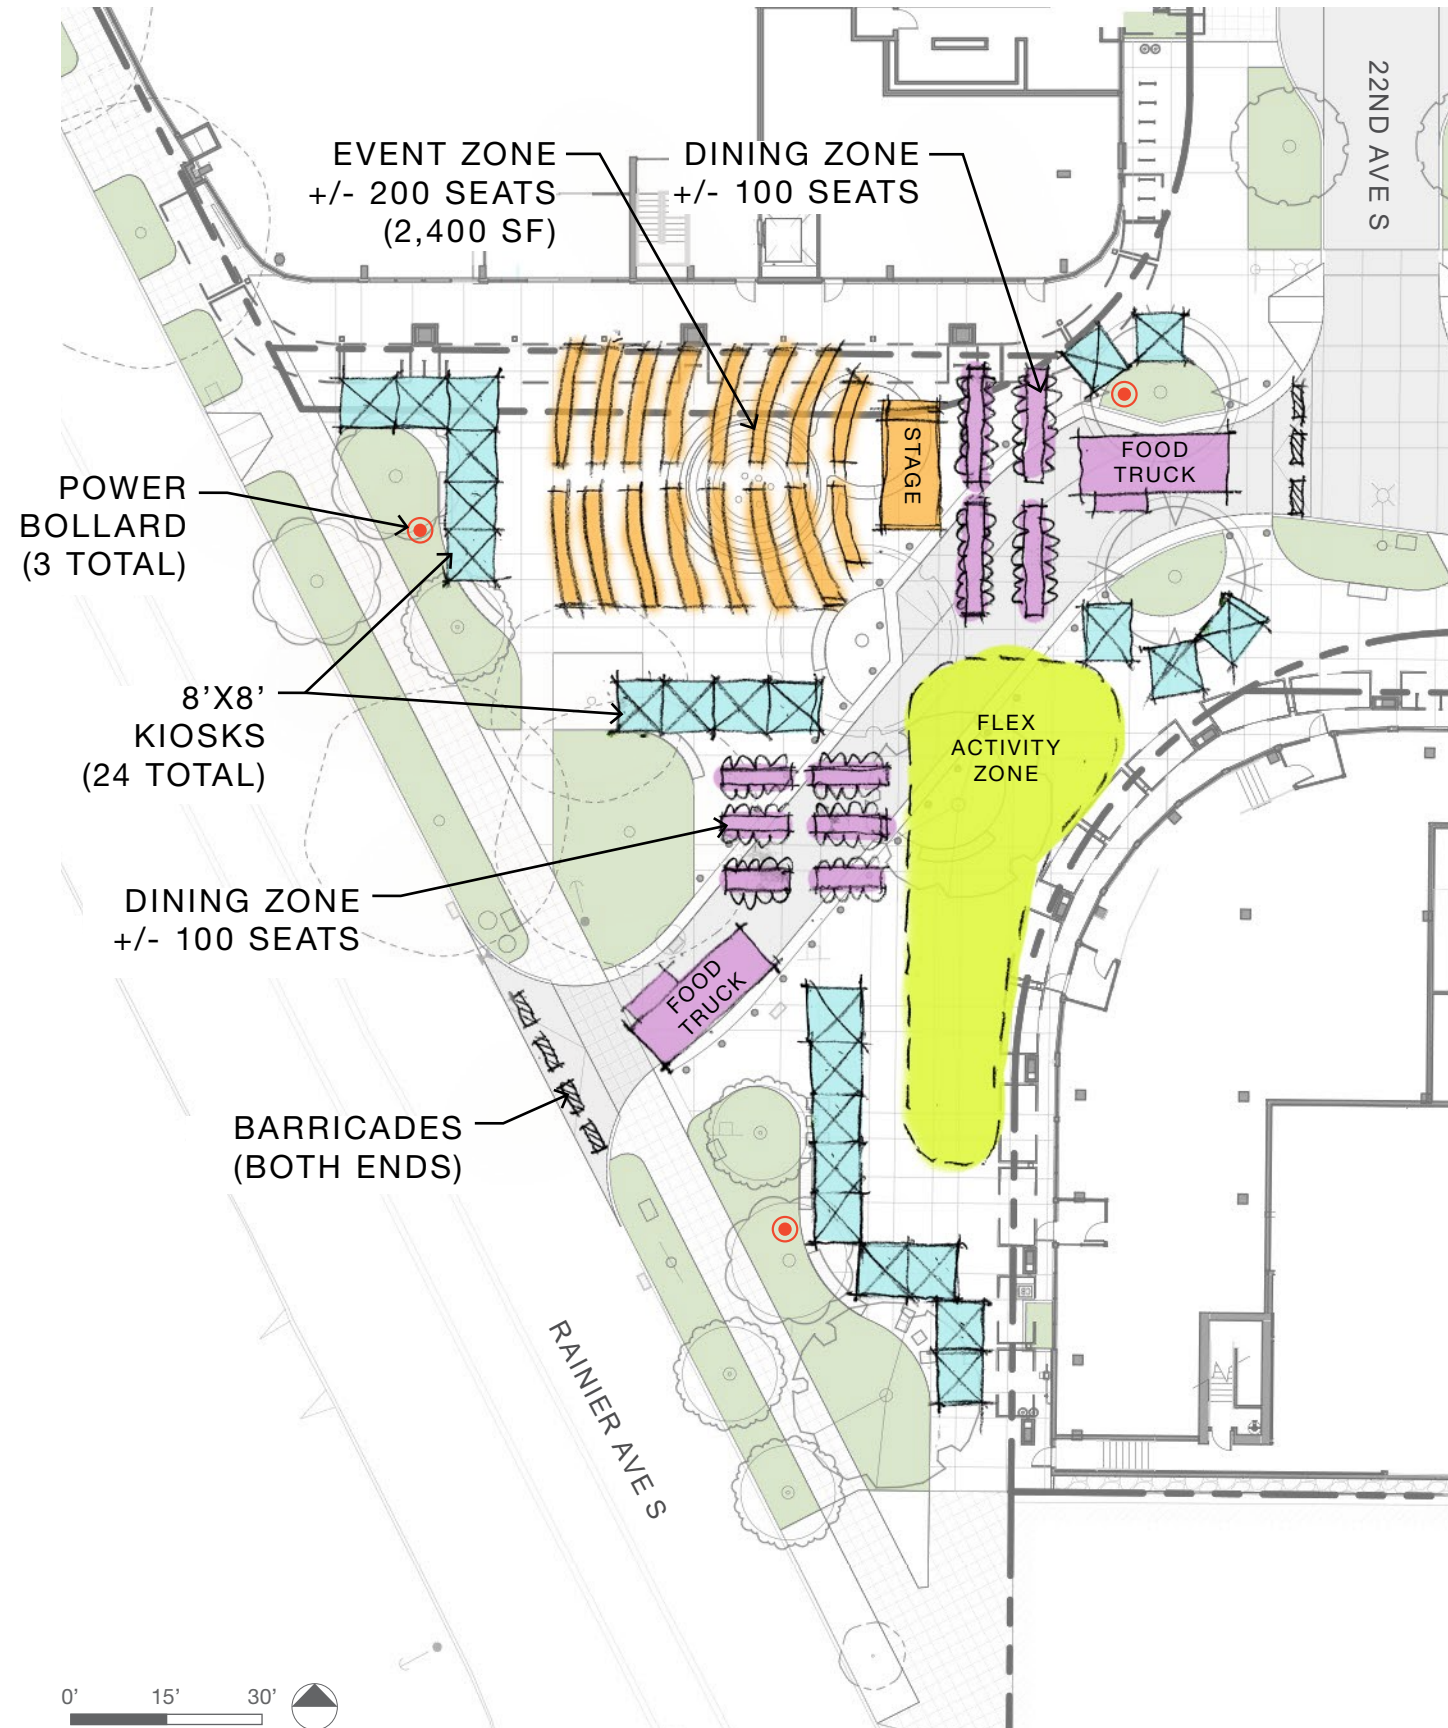 22ND AVE S
EVENT ZONE
+/- 200 SEATS
(2,400 SF)
DINING ZONE
+/- 100 SEATS
STAGE
FOOD
TRUCK
POWER
BOLLARD
(3 TOTAL)
8'X8'
KIOSKS
(24 TOTAL)
FLEX
ACTIVITY
ZONE
DINING ZONE
+/- 100 SEATS
FOOD
TRUCK
BARRICADES
(BOTH ENDS)
RAINIER AVE S
0' 15' 30'